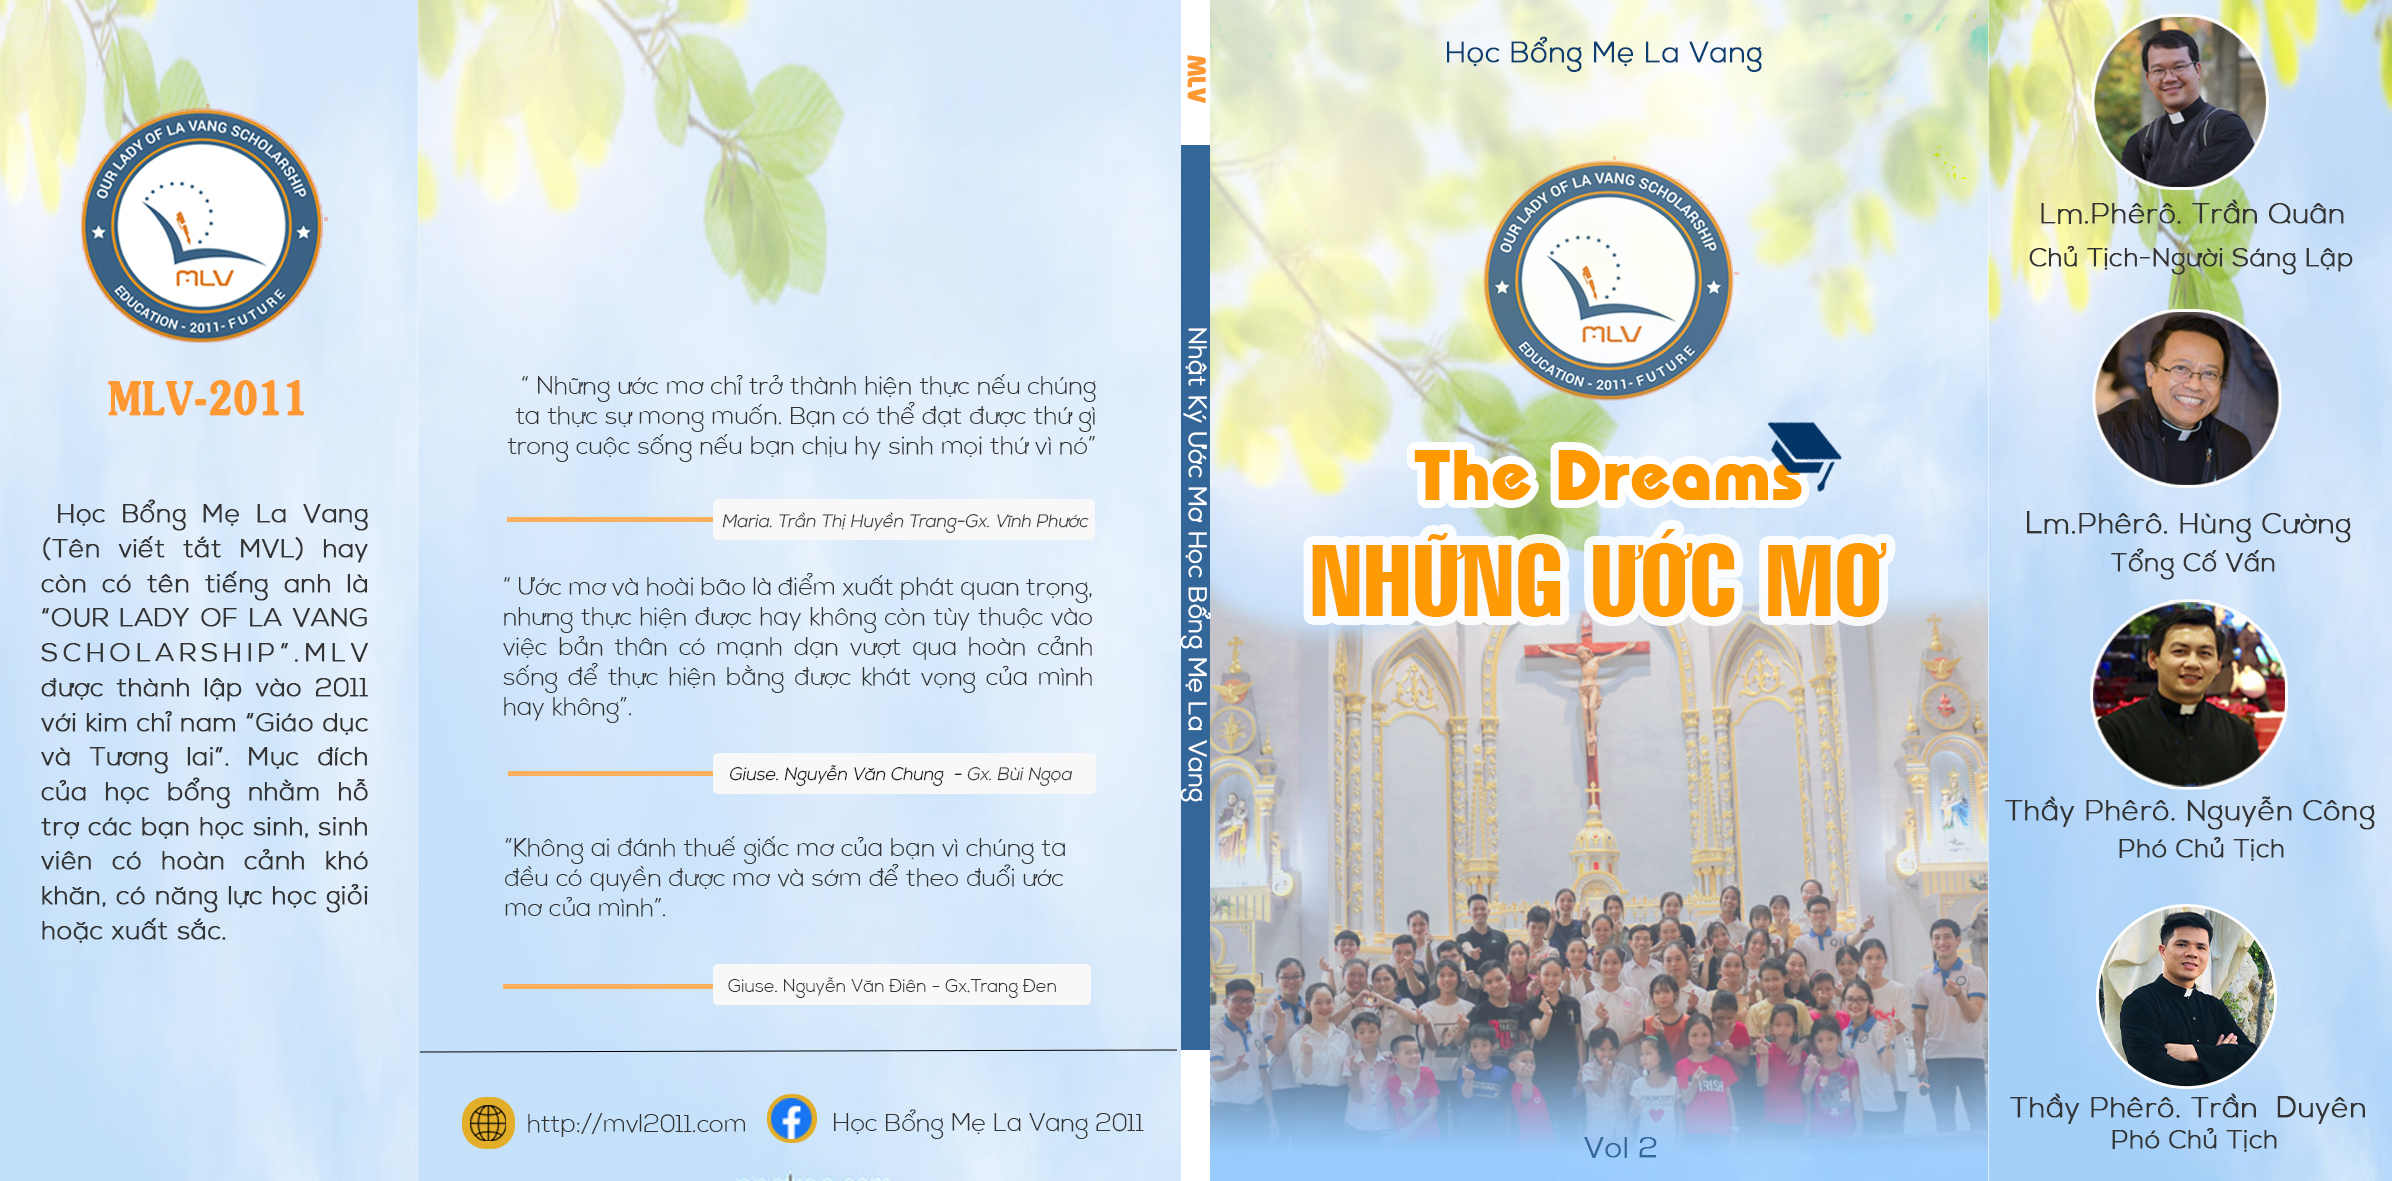 OUR LADY OF LA VANG SCHOLARSHIP
MLV
EDUCATION - 2011- FUTURE
MLV-2011
Học Bổng Mẹ La Vang
(Tên viết tắt MVL) hay
còn có tên tiếng anh là
“OUR LADY OF LA VANG
SCHOLARSHIP”.MLV
được thành lập vào 2011
với kim chỉ nam “Giáo dục
và Tương lai”. Mục đích
của học bổng nhằm hỗ
trợ các bạn học sinh, sinh
viên có hoàn cảnh khó
khăn, có năng lực học giỏi
hoặc xuất sắc.
“ Những ước mơ chỉ trở thành hiện thực nếu chúng
ta thực sự mong muốn. Bạn có thể đạt được thứ gì
trong cuộc sống nếu bạn chịu hy sinh mọi thứ vì nó”
Maria. Trần Thị Huyền Trang-Gx. Vĩnh Phước
“ Ước mơ và hoài bão là điểm xuất phát quan trọng,
nhưng thực hiện được hay không còn tùy thuộc vào
việc bản thân có mạnh dạn vượt qua hoàn cảnh
sống để thực hiện bằng được khát vọng của mình
hay không”.
Giuse. Nguyễn Văn Chung - Gx. Bùi Ngọa
“Không ai đánh thuế giấc mơ của bạn vì chúng ta
đều có quyền được mơ và sớm để theo đuổi ước
mơ của mình”.
Giuse. Nguyễn Văn Điên - Gx.Trang Đen
http://mvl2011.com
Học Bổng Mẹ La Vang 2011
MLV
Nhật Ký Ước Mơ Học Bổng Mẹ La Vang
Học Bổng Mẹ La Vang
OUR LADY OF LA VANG SCHOLARSHIP
MLV
EDUCATION - 2011- FUTURE
The Dreams
NHỮNG ƯỚC MƠ
IRISH
Vol 2
Lm.Phêrô. Trần Quân
Chủ Tịch-Người Sáng Lập
Lm.Phêrô. Hùng Cường
Tổng Cố Vấn
Thầy Phêrô. Nguyễn Công
Phó Chủ Tịch
Thầy Phêrô. Trần Duyên
Phó Chủ Tịch